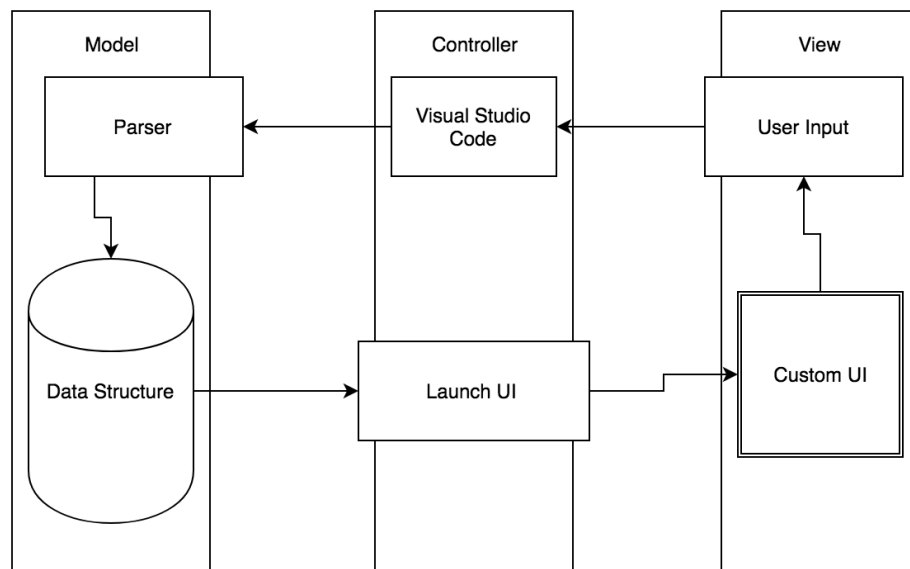 Model
Controller
View
Parser
Visual Studio
Code
User Input
Data Structure
Launch UI
Custom UI